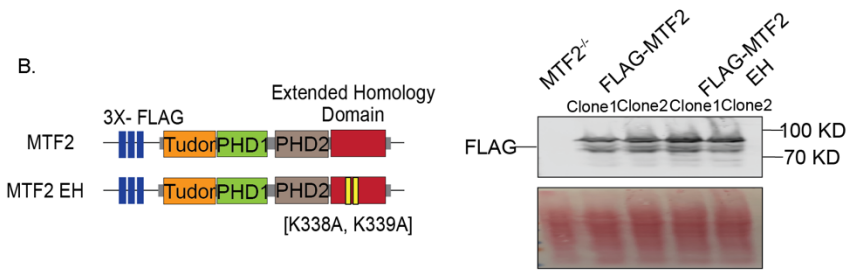 B.
3X- FLAG
Extended Homology
Domain
MTF2
Tudor PHD1 PHD2
MTF2 EH
Tudor PHD1 PHD2
[K338A, K339A]
MTF2-/-
FLAG-MTF2
FLAG-MTF2
EH
Clone1 Clone2 Clone1 Clone2
FLAG
100 KD
70 KD